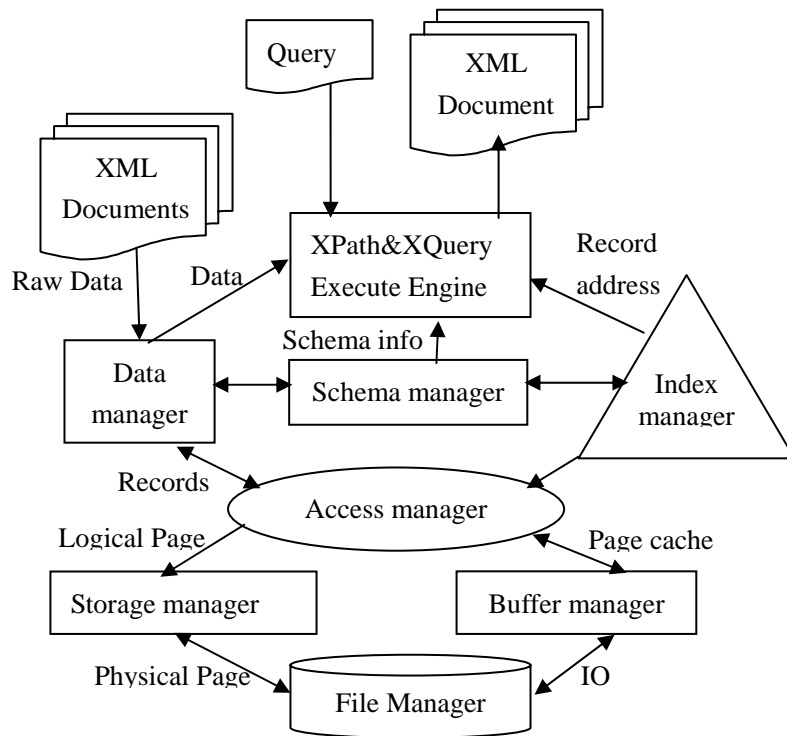 Query
XML
Document
XML
Documents
Raw Data
Data
XPath&XQuery
Execute Engine
Record
address
Schema info
Data
manager
Schema manager
Index
manager
Records
Access manager
Logical Page
Page cache
Storage manager
Buffer manager
Physical Page
IO
File Manager